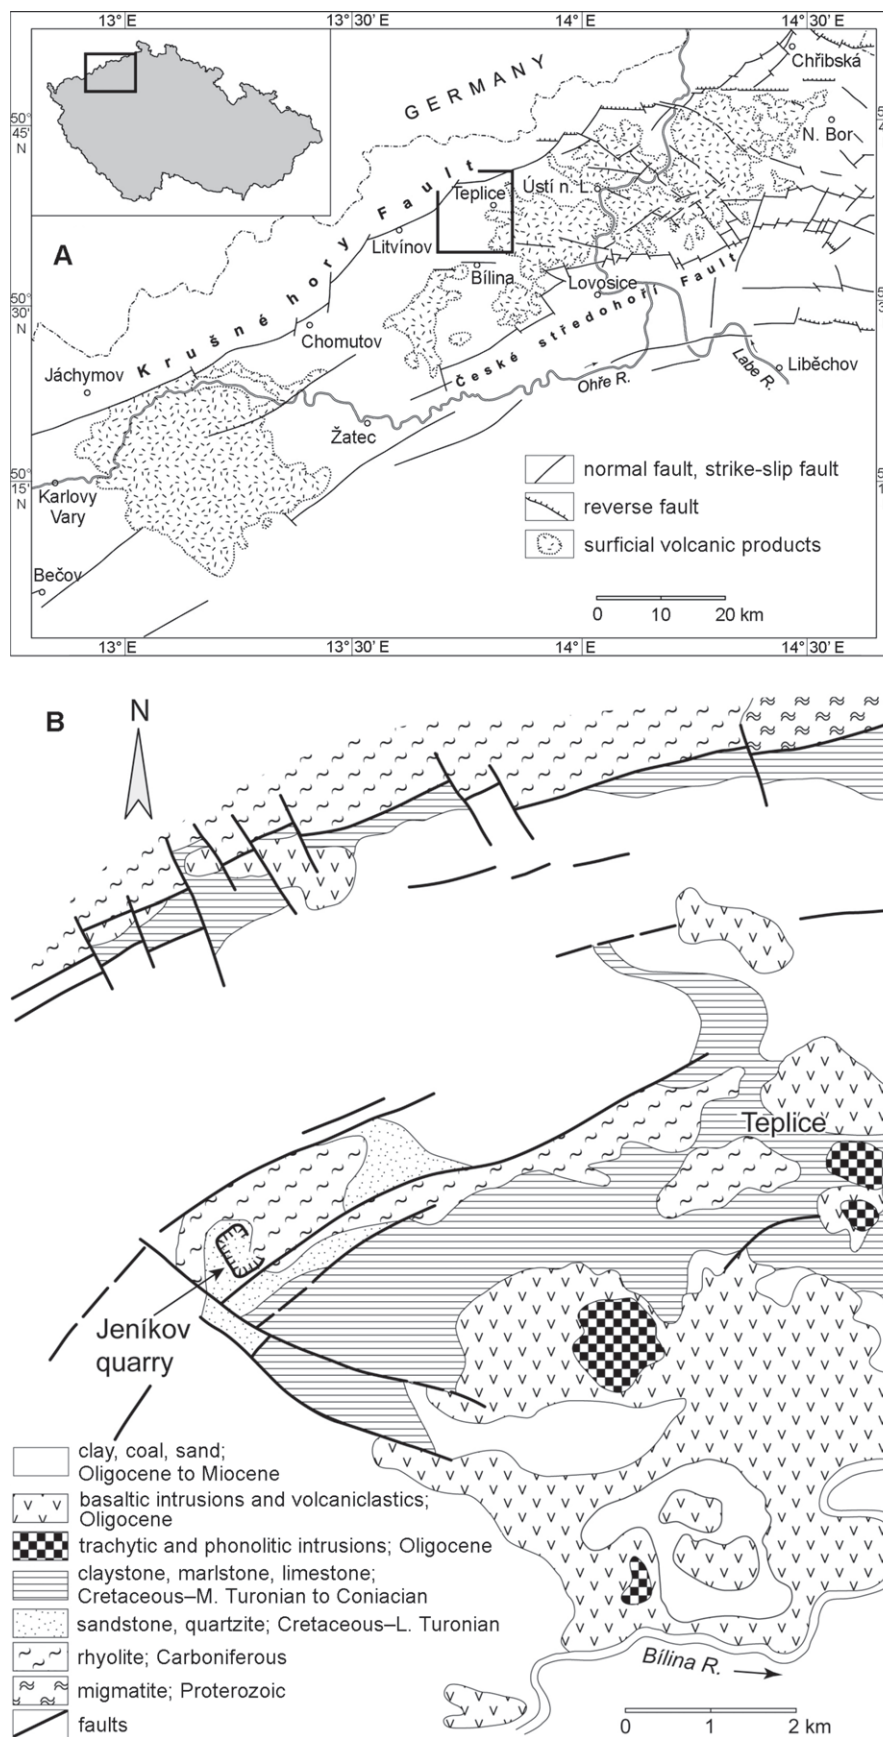 13° E
13° 30'
14°
14° 30' E
50°
45'
N
GERMANY
Chřibská
N. Bor
Krušné hory Fault
Teplice
Ústí n. L.
A
Litvínov
Bílina
50°
30'
N
Lovosice
České středohoří Fault
Chomutov
Jáchymov
Ohře R.
Labe R.
Liběchov
Žatec
50°
15'
N
Karlovy
Vary
normal fault, strike-slip fault
reverse fault
surficial volcanic products
Bečov
0 10 20 km
13° E
13° 30' E
14°
14° 30' E
B
N
Teplice
Jeníkov
quarry
clay, coal, sand;
Oligocene to Miocene
basaltic intrusions and volcaniclastics;
Oligocene
trachytic and phonolitic intrusions; Oligocene
claystone, marlstone, limestone;
Cretaceous–M. Turonian to Coniacian
sandstone, quartzite; Cretaceous–L. Turonian
rhyolite; Carboniferous
migmatite; Proterozoic
faults
Bílina R.
0 1 2 km